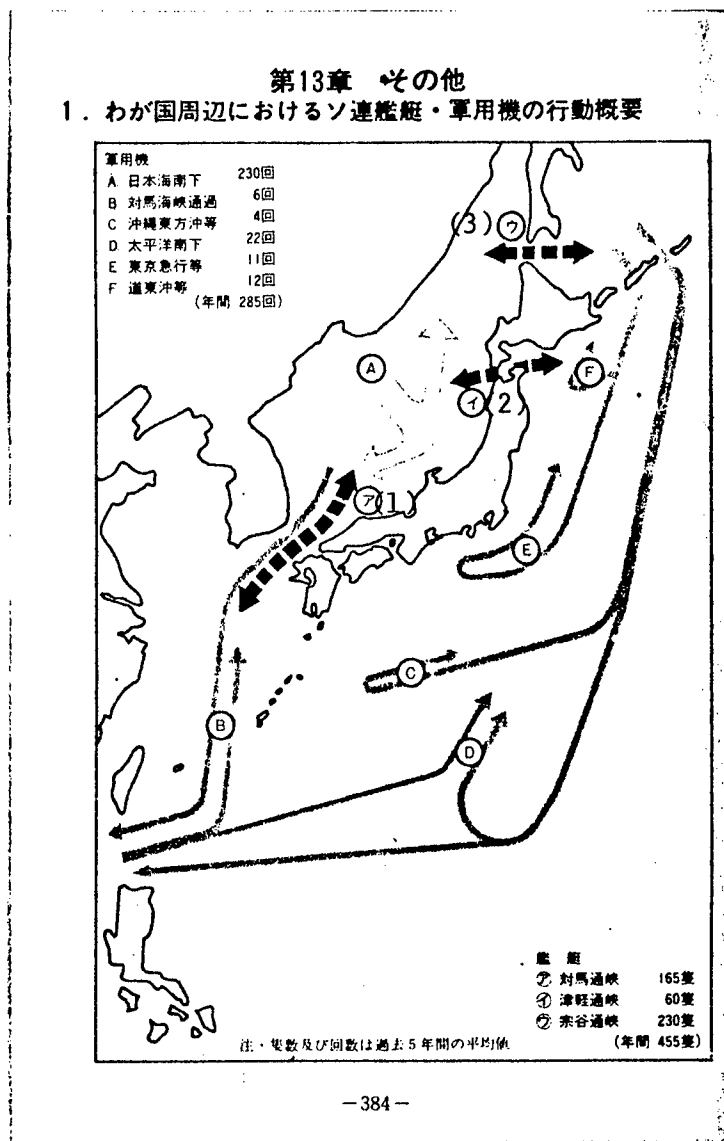 第13章 その他
1．わが国周辺におけるソ連艦艇・軍用機の行動概要
軍用機
A 日本海南下 230回
B 対馬海峡通過 6回
C 沖縄東方沖等 4回
D 太平洋南下 22回
E 東京急行等 11回
F 道東沖等 12回
(年間 285回)
(3)ウ
A
F
イ2)
ア(1)
E
C
B
D
艦艇
㋐ 対馬通峡 165隻
㋑ 津軽通峡 60隻
㋒ 宗谷通峡 230隻
(年間 455隻)
注・隻数及び回数は過去5年間の平均値
－384－